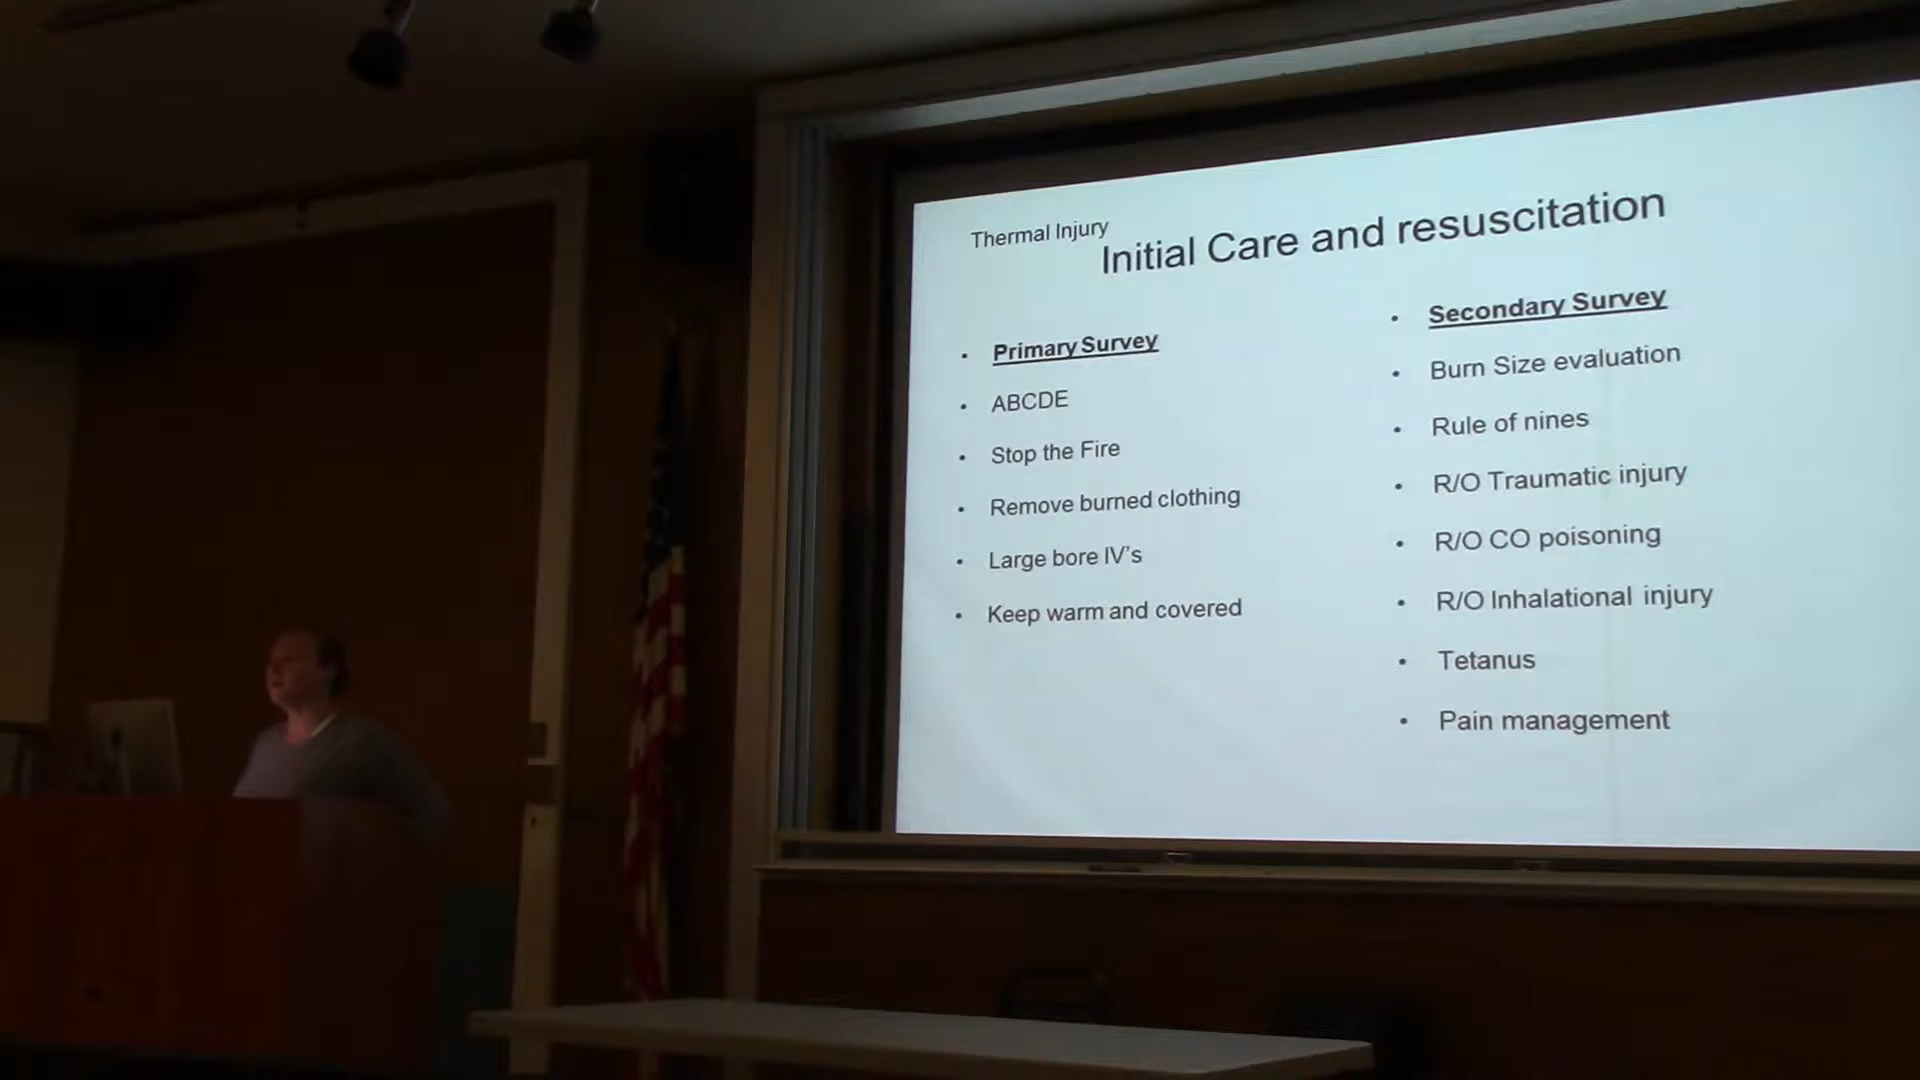 Thermal Injury
Initial Care and resuscitation
• Primary Survey
• ABCDE
• Stop the Fire
• Remove burned clothing
• Large bore IV's
• Keep warm and covered
• Secondary Survey
• Burn Size evaluation
• Rule of nines
• R/O Traumatic injury
• R/O CO poisoning
• R/O Inhalational injury
• Tetanus
• Pain management